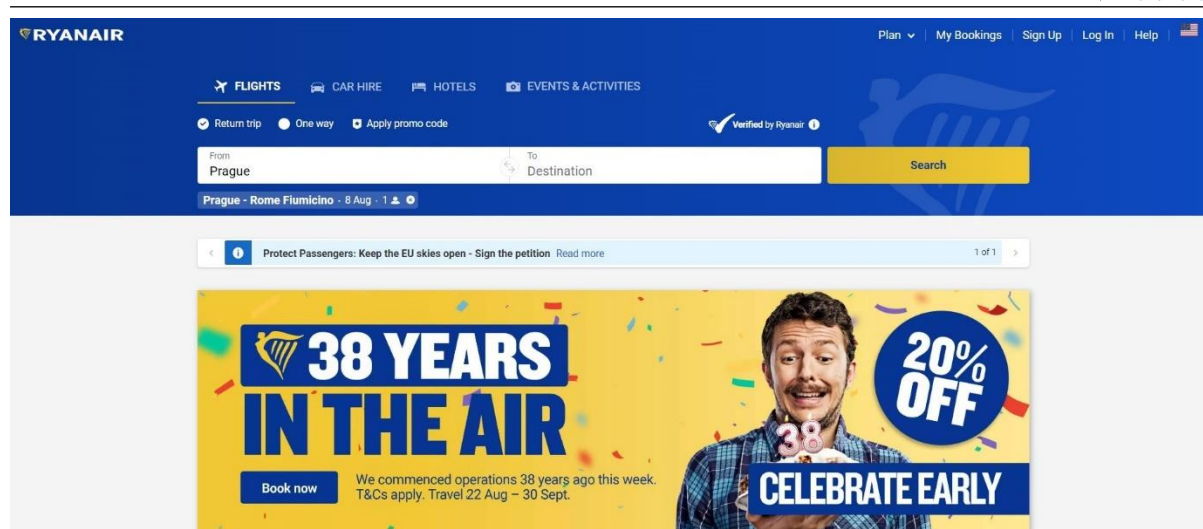 RYANAIR
Plan | My Bookings | Sign Up | Log In | Help
FLIGHTS CAR HIRE HOTELS EVENTS & ACTIVITIES
Return trip One way Apply promo code Verified by Ryanair
From To
Prague Destination Search
Prague - Rome Fiumicino · 8 Aug · 1
Protect Passengers: Keep the EU skies open - Sign the petition Read more 1 of 1
38 YEARS
IN THE AIR
Book now
We commenced operations 38 years ago this week.
T&Cs apply. Travel 22 Aug – 30 Sept.
20%
OFF
38
CELEBRATE EARLY